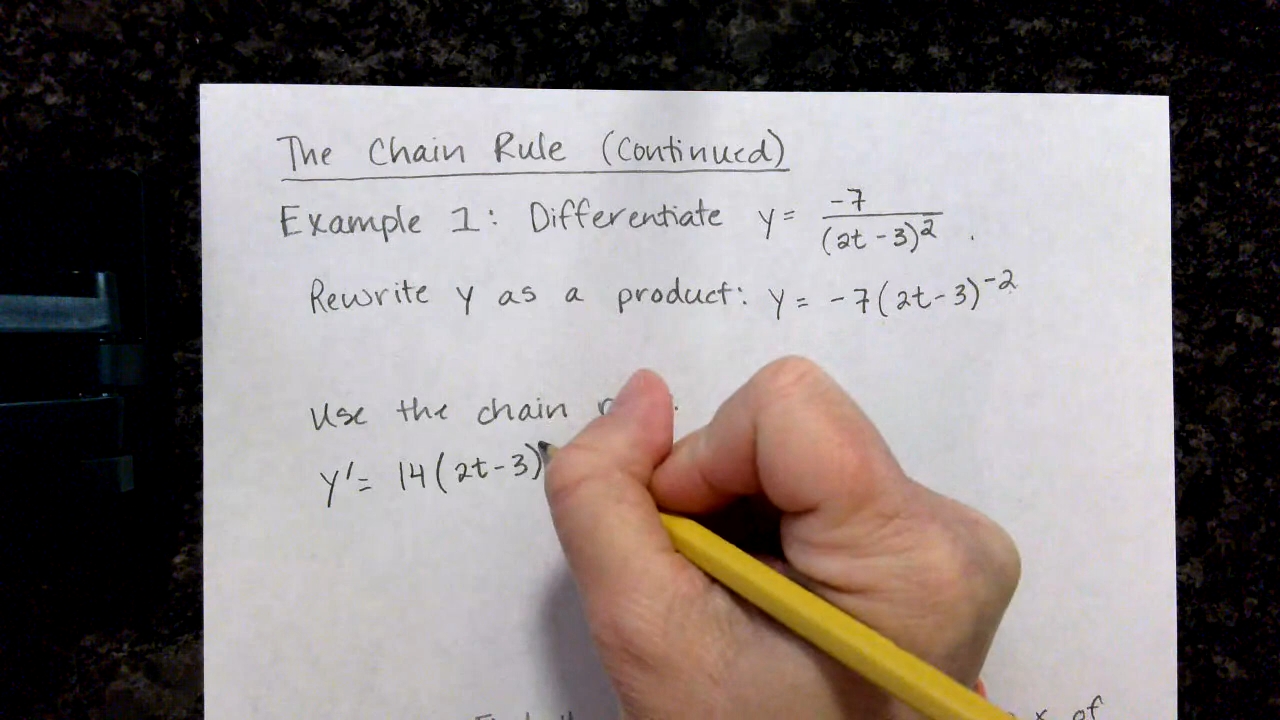 The Chain Rule (Continued)
Example 1: Differentiate y = -7/(2t-3)^2 .
Rewrite y as a product: y = -7(2t-3)^-2
Use the chain
y' = 14(2t-3)
x of